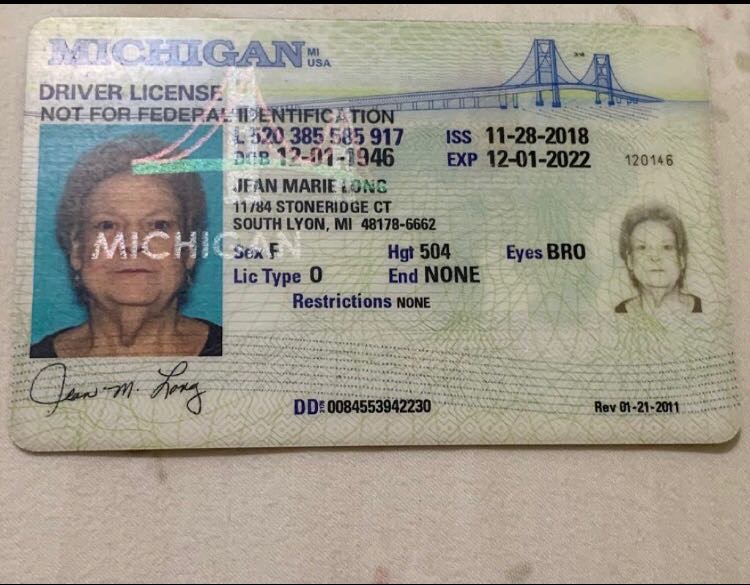 MICHIGAN MI USA
DRIVER LICENSE
NOT FOR FEDERAL IDENTIFICATION
L 520 385 585 917 ISS 11-28-2018
DOB 12-01-1946 EXP 12-01-2022 120146
JEAN MARIE LONG
11784 STONERIDGE CT
SOUTH LYON, MI 48178-6662
MICHIGAN
Sex F Hgt 504 Eyes BRO
Lic Type O End NONE
Restrictions NONE
Jean M. Long
DD 0084553942230 Rev 01-21-2011